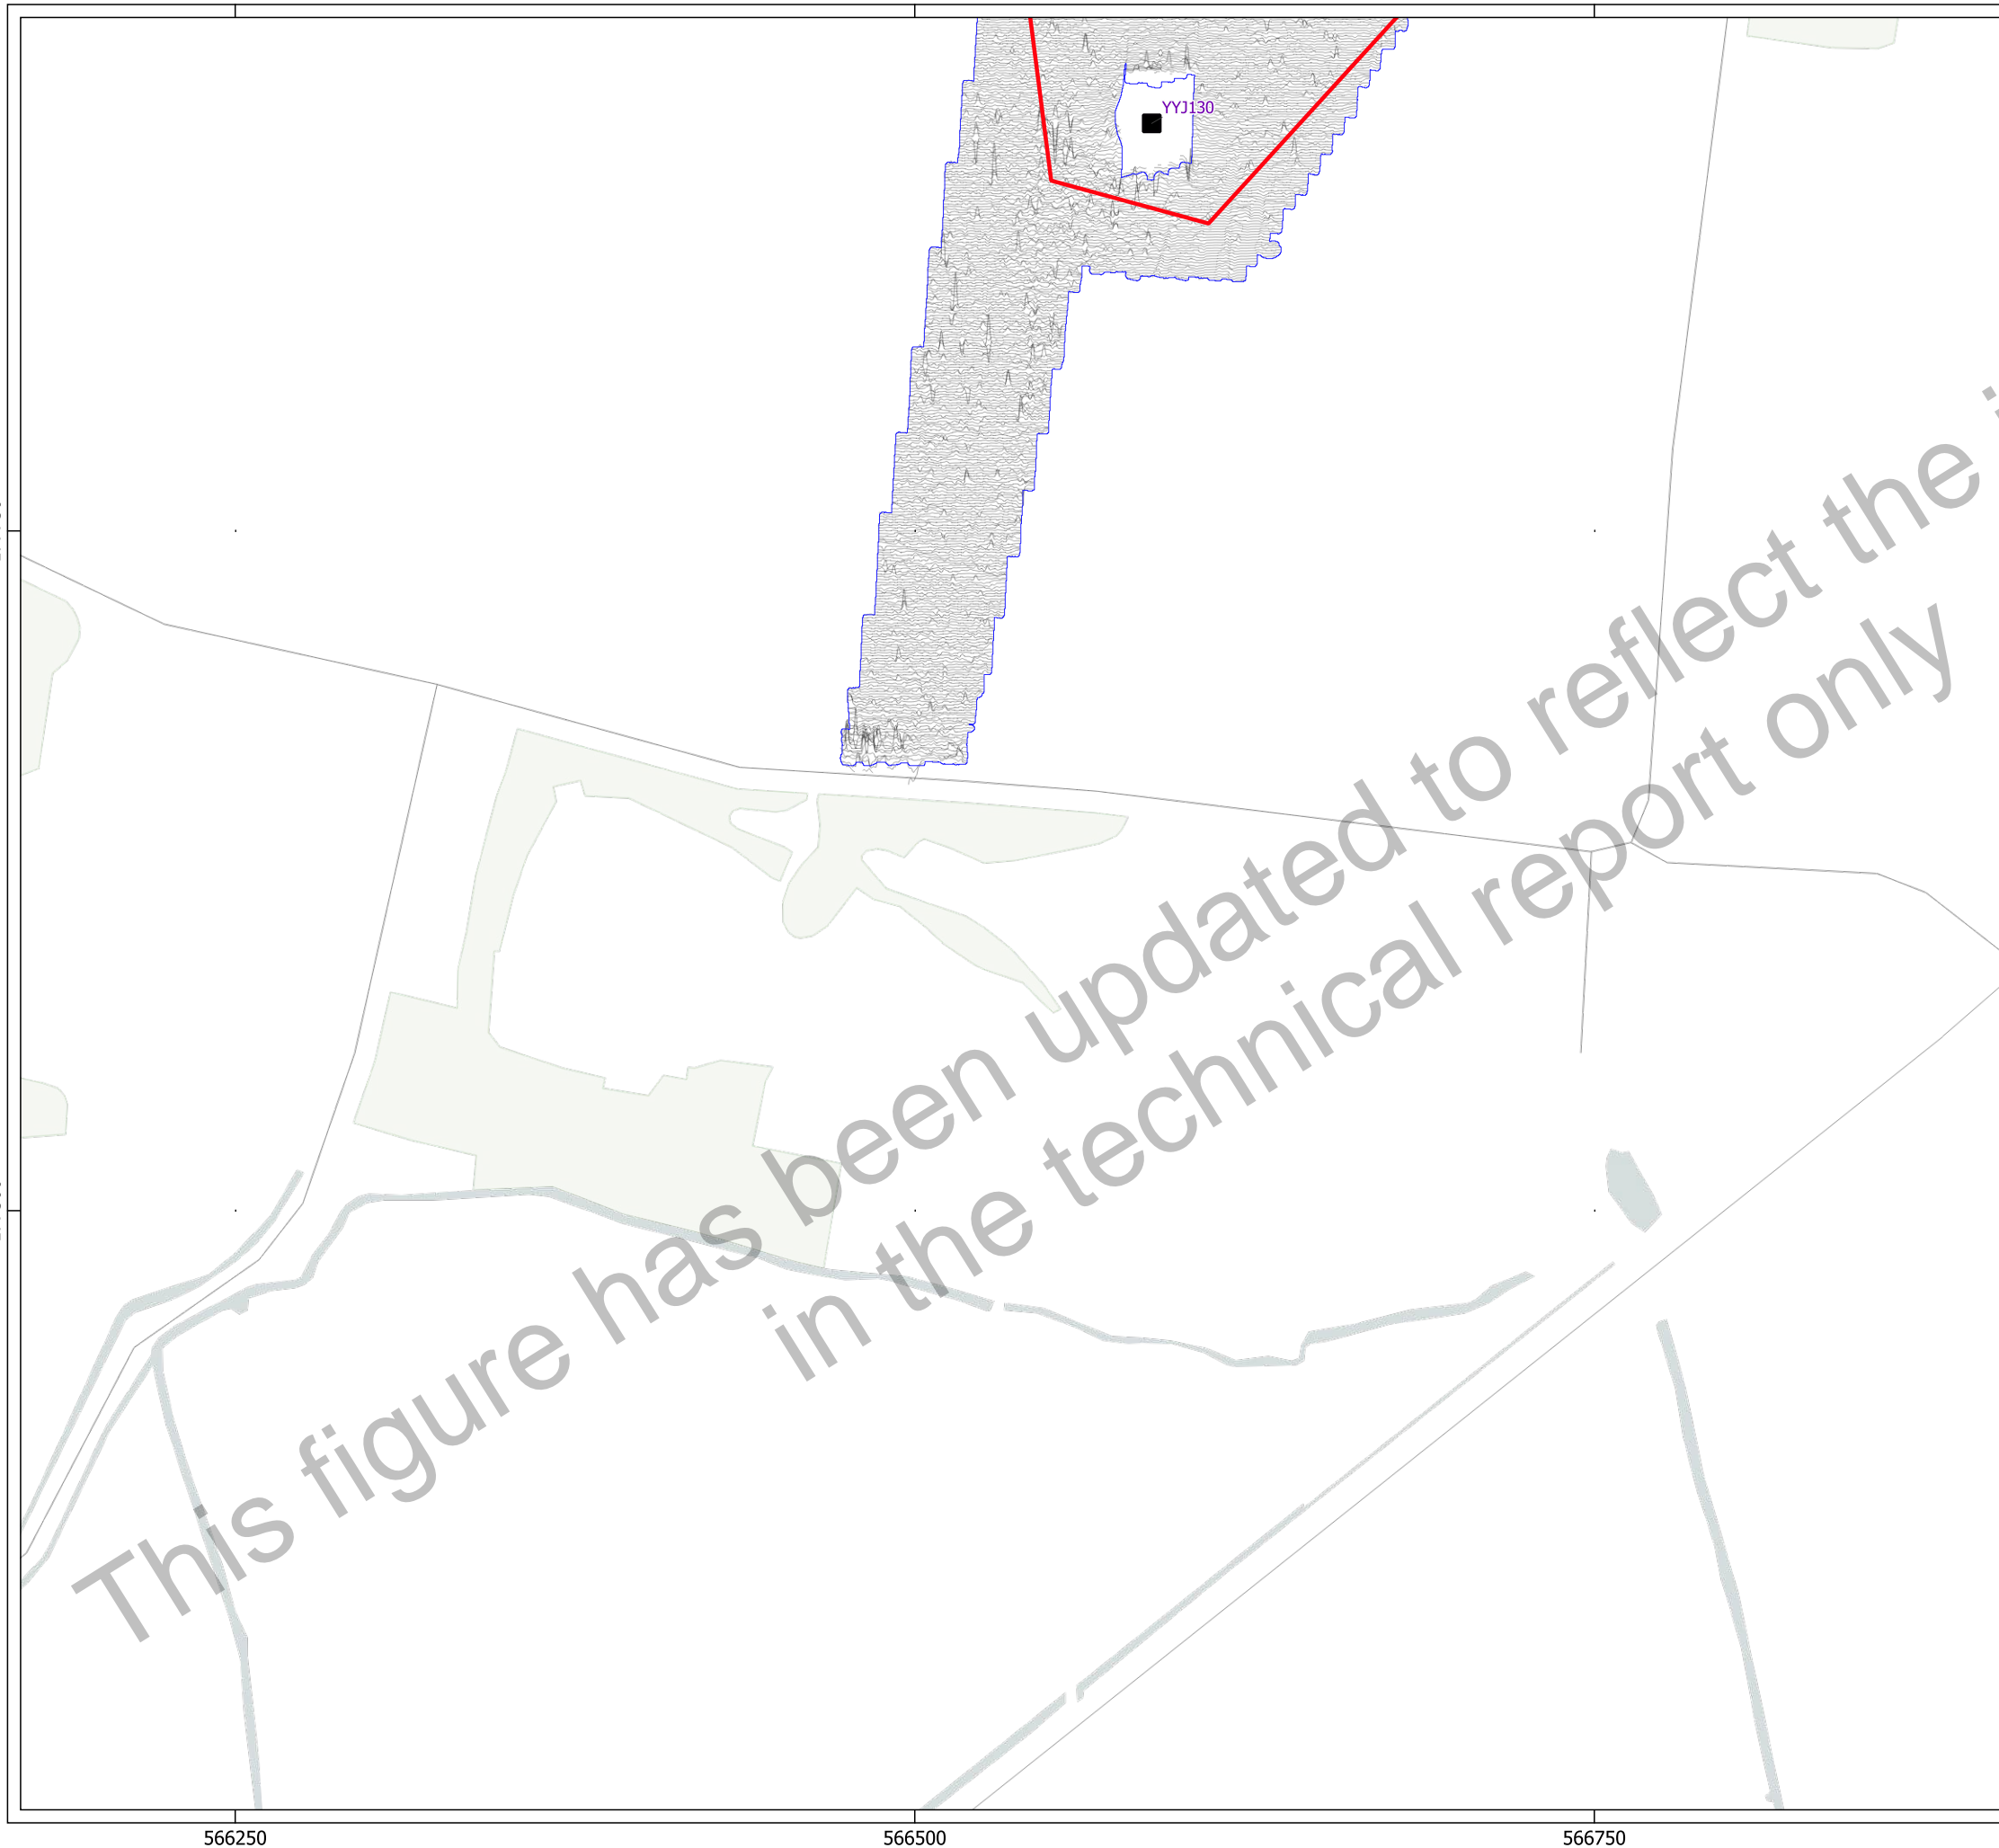 YYJ130
This figure has been updated to reflect the
in the technical report only
566250
566500
566750